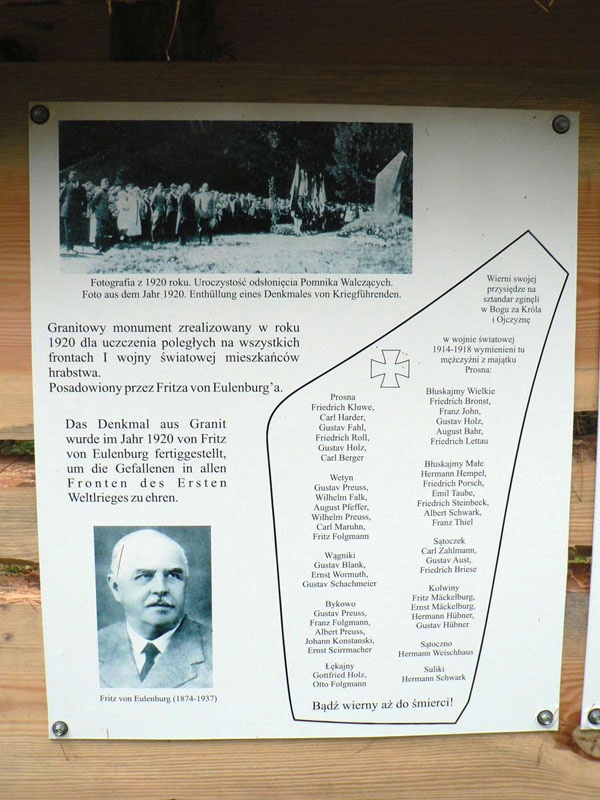 Fotografia z 1920 roku. Uroczystość odsłonięcia Pomnika Walczących.
Foto aus dem Jahr 1920. Enthüllung eines Denkmales von Kriegführenden.
Granitowy monument zrealizowany w roku
1920 dla uczczenia poległych na wszystkich
frontach I wojny światowej mieszkańców
hrabstwa.
Posadowiony przez Fritza von Eulenburg'a.
Das Denkmal aus Granit
wurde im Jahr 1920 von Fritz
von Eulenburg fertiggestellt,
um die Gefallenen in allen
Fronten des Ersten
Weltlrieges zu ehren.
Fritz von Eulenburg (1874-1937)
Wierni swojej
przysiędze na
sztandar zginęli
w Bogu za Króla
i Ojczyznę
w wojnie światowej
1914-1918 wymienieni tu
mężczyźni z majątku
Prosna:
Prosna
Friedrich Kluwe,
Carl Harder,
Gustav Fahl,
Friedrich Roll,
Gustav Holz,
Carl Berger
Wetyn
Gustav Preuss,
Wilhelm Falk,
August Pfeffer,
Wilhelm Preuss,
Carl Maruhn,
Fritz Folgmann
Wągniki
Gustav Blank,
Ernst Wormuth,
Gustav Schachmeier
Bykowo
Gustav Preuss,
Franz Folgmann,
Albert Preuss,
Johann Konstanski,
Ernst Scirrmacher
Łękajny
Gottfried Holz,
Otto Folgmann
Błuskajmy Wielkie
Friedrich Bronst,
Franz John,
Gustav Holz,
August Bahr,
Friedrich Lettau
Błuskajmy Małe
Hermann Hempel,
Friedrich Porsch,
Emil Taube,
Friedrich Steinbeck,
Albert Schwark,
Franz Thiel
Sątoczek
Carl Zahlmann,
Gustav Aust,
Friedrich Briese
Kolwiny
Fritz Mäckelburg,
Ernst Mäckelburg,
Hermann Hübner,
Gustav Hübner
Sątoczno
Hermann Weischhaus
Suliki
Hermann Schwark
Bądź wierny aż do śmierci!